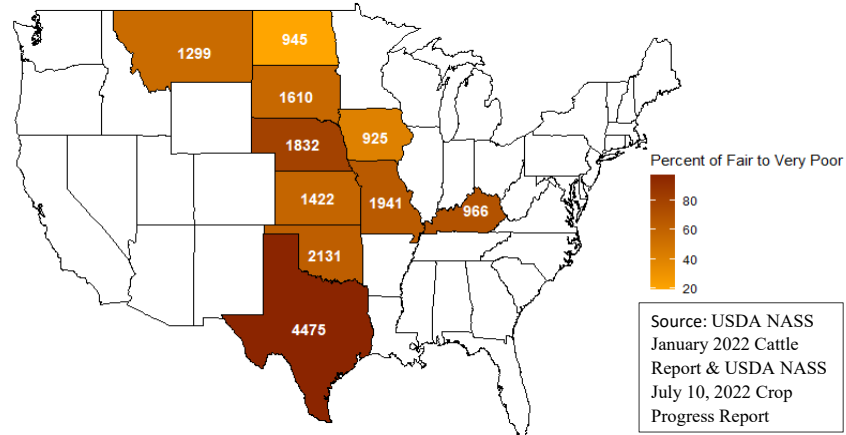 1299
945
1610
1832
925
1422
1941
966
2131
4475
Percent of Fair to Very Poor
80
60
40
20
Source: USDA NASS
January 2022 Cattle
Report & USDA NASS
July 10, 2022 Crop
Progress Report